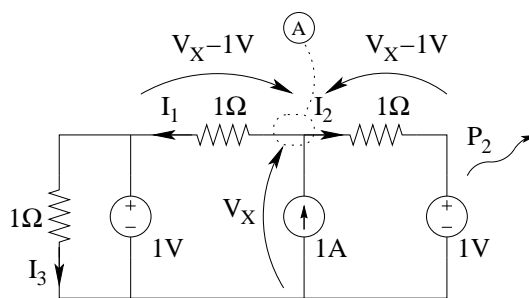 A
V_X−1V V_X−1V
1Ω 1Ω
I_1 I_2
P_2
1Ω
V_X
+ − 1V
1A
+ − 1V
I_3